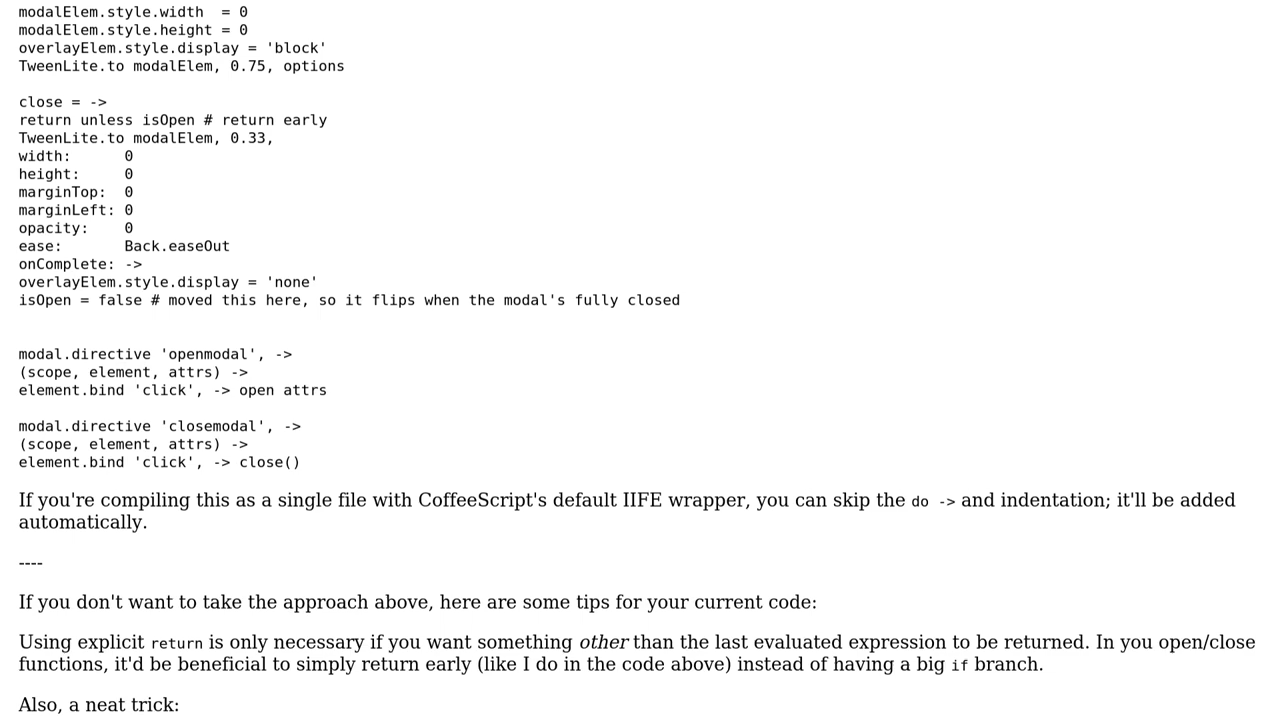 modalElem.style.width  = 0
modalElem.style.height = 0
overlayElem.style.display = 'block'
TweenLite.to modalElem, 0.75, options

close = ->
return unless isOpen # return early
TweenLite.to modalElem, 0.33,
width:      0
height:     0
marginTop:  0
marginLeft: 0
opacity:    0
ease:       Back.easeOut
onComplete: ->
overlayElem.style.display = 'none'
isOpen = false # moved this here, so it flips when the modal's fully closed

modal.directive 'openmodal', ->
(scope, element, attrs) ->
element.bind 'click', -> open attrs

modal.directive 'closemodal', ->
(scope, element, attrs) ->
element.bind 'click', -> close()

If you're compiling this as a single file with CoffeeScript's default IIFE wrapper, you can skip the do -> and indentation; it'll be added
automatically.

----

If you don't want to take the approach above, here are some tips for your current code:

Using explicit return is only necessary if you want something other than the last evaluated expression to be returned. In you open/close
functions, it'd be beneficial to simply return early (like I do in the code above) instead of having a big if branch.

Also, a neat trick: